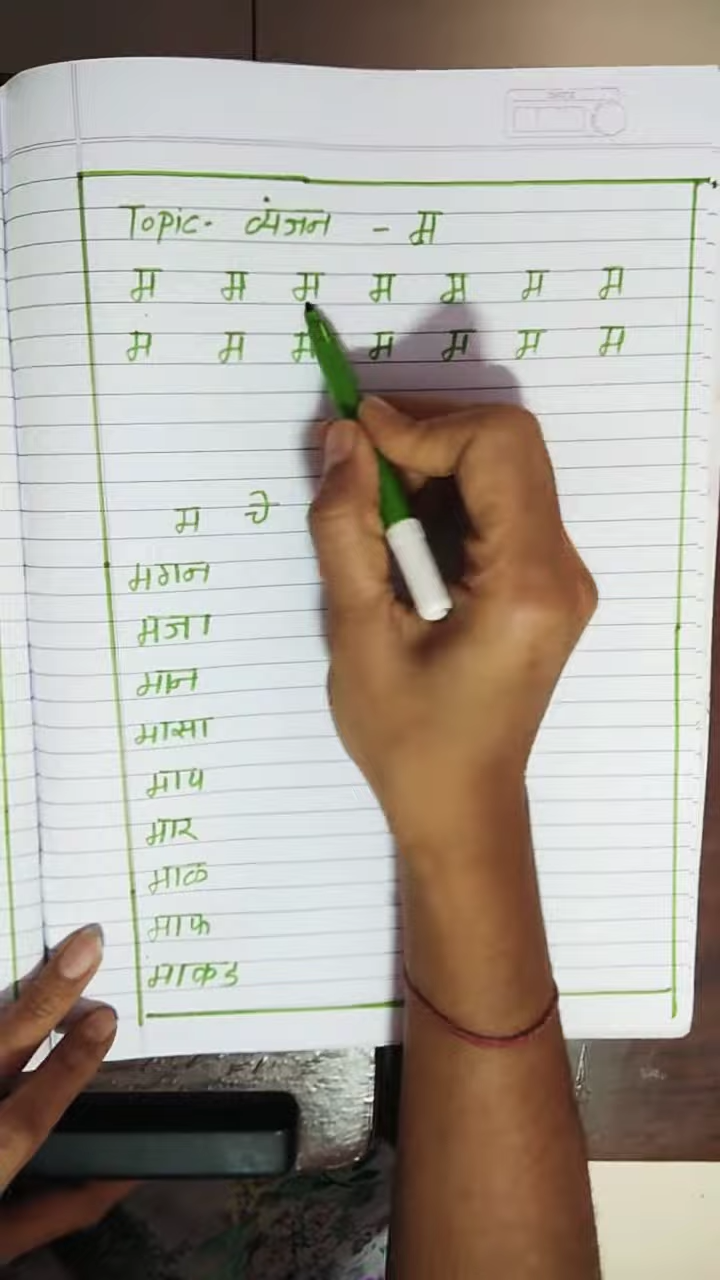 Topic- व्यंजन - म
म म म म म म म
म म म म म म म
म चे
मगन
मजा
मान
मासा
माप
मार
माळ
माफ
माकड